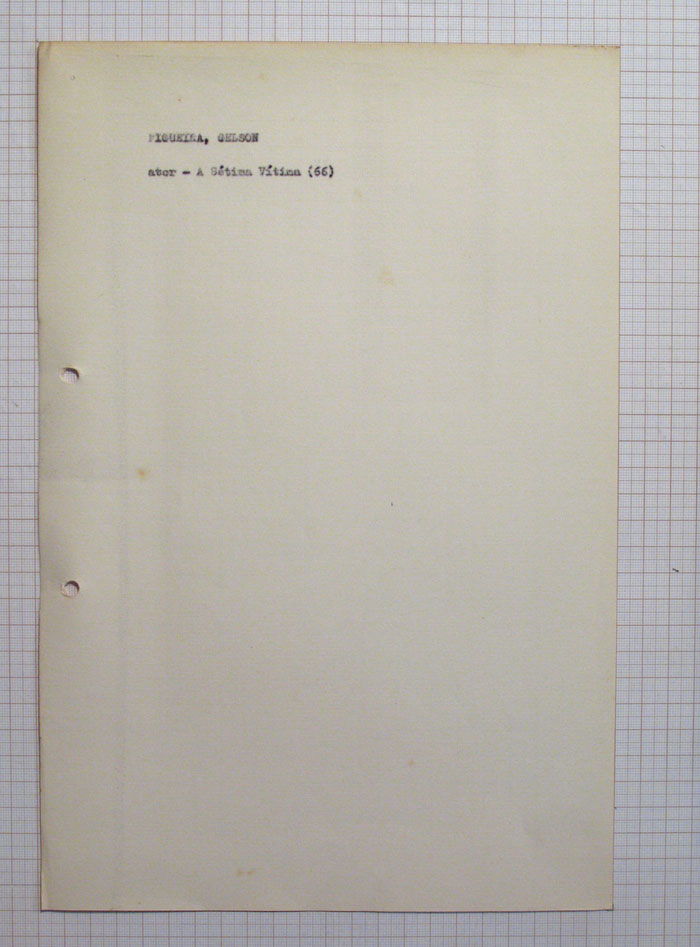 FIGUEIRA, GELSON
ator - A Sétima Vítima (66)